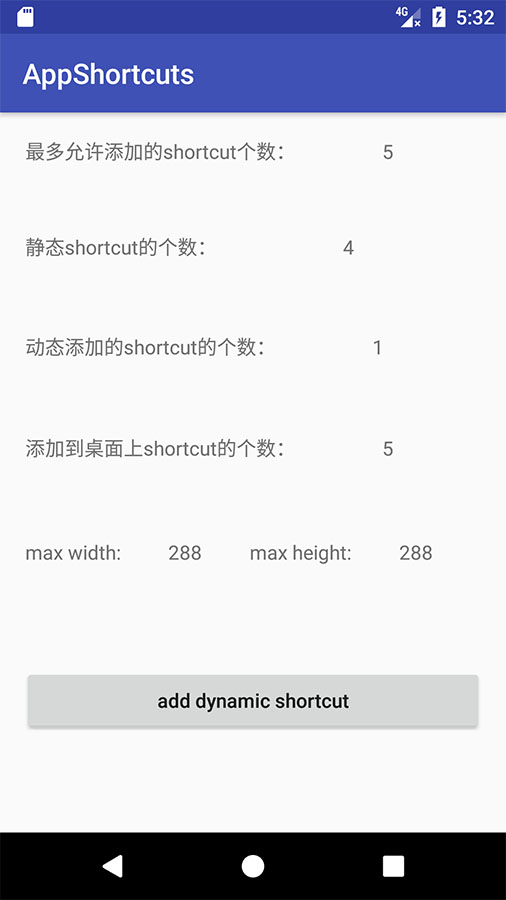 4G 5:32
AppShortcuts
最多允许添加的shortcut个数： 5
静态shortcut的个数： 4
动态添加的shortcut的个数： 1
添加到桌面上shortcut的个数： 5
max width: 288 max height: 288
add dynamic shortcut